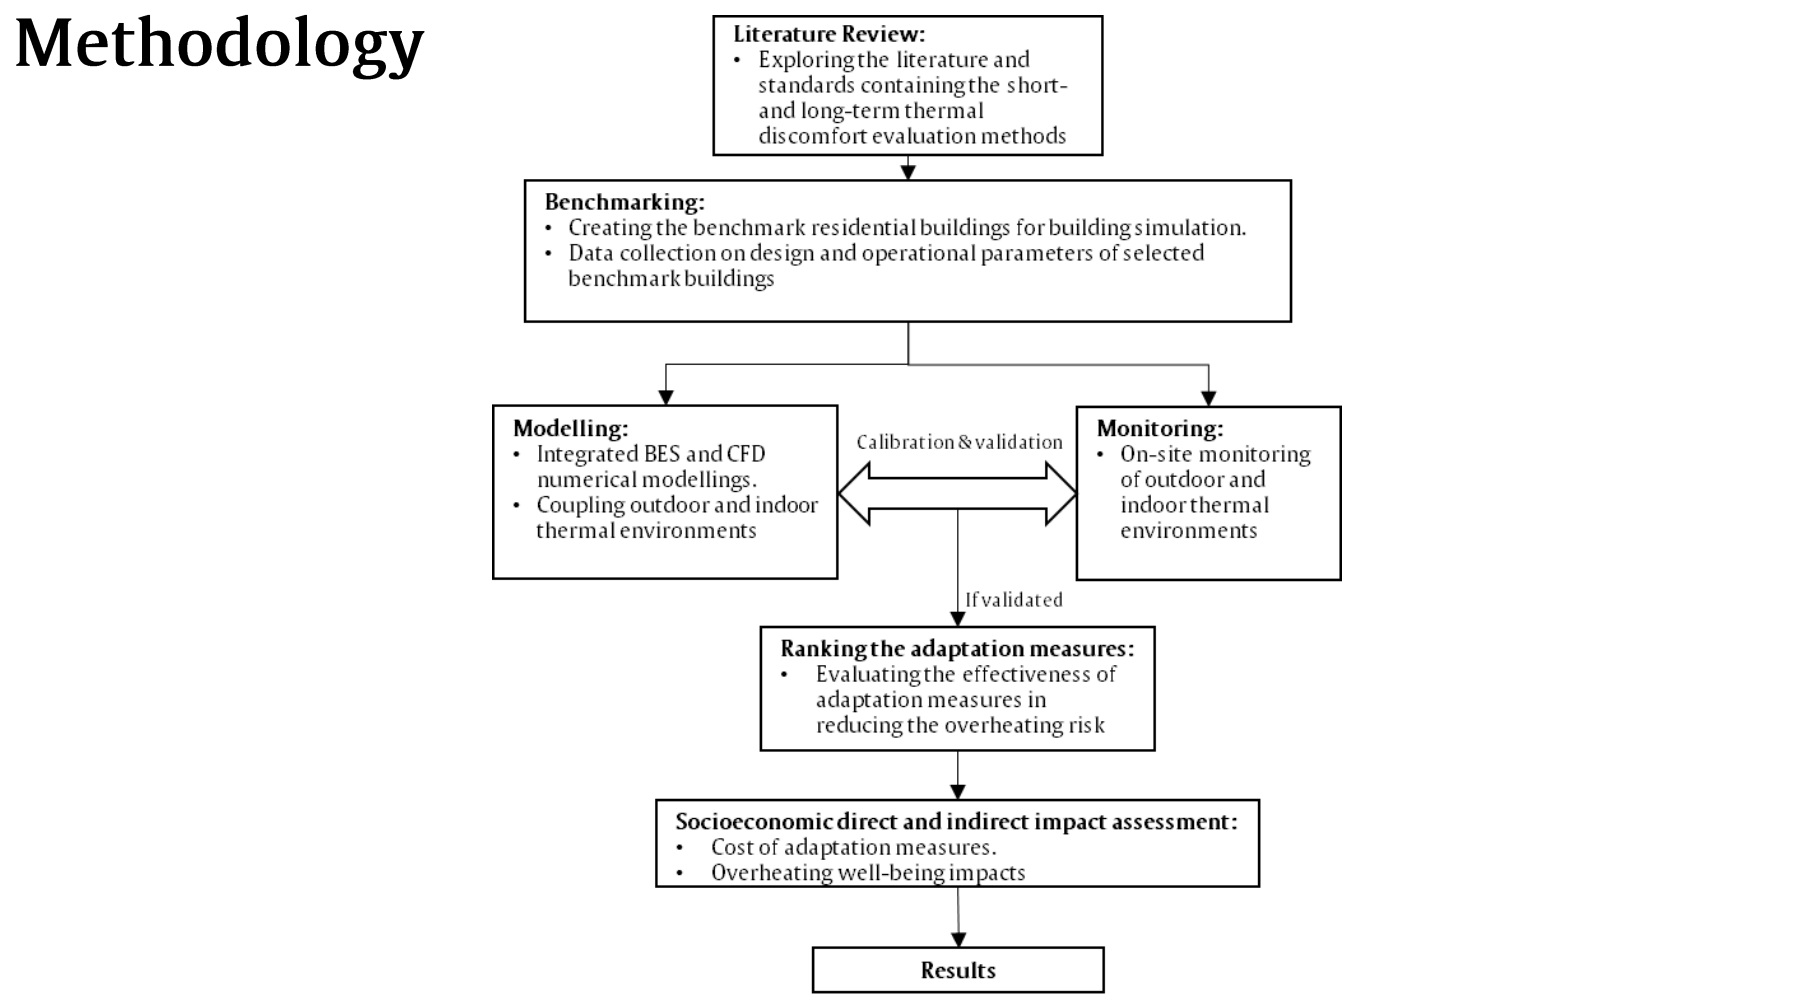 Methodology
Literature Review:
• Exploring the literature and
standards containing the short-
and long-term thermal
discomfort evaluation methods
Benchmarking:
• Creating the benchmark residential buildings for building simulation.
• Data collection on design and operational parameters of selected
benchmark buildings
Modelling:
• Integrated BES and CFD
numerical modellings.
• Coupling outdoor and indoor
thermal environments
Calibration & validation
Monitoring:
• On-site monitoring
of outdoor and
indoor thermal
environments
If validated
Ranking the adaptation measures:
• Evaluating the effectiveness of
adaptation measures in
reducing the overheating risk
Socioeconomic direct and indirect impact assessment:
• Cost of adaptation measures.
• Overheating well-being impacts
Results